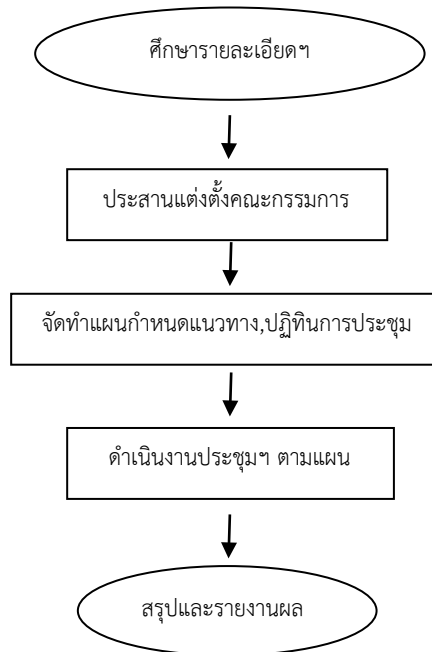 ศึกษารายละเอียดฯ
ประสานแต่งตั้งคณะกรรมการ
จัดทำแผนกำหนดแนวทาง,ปฏิทินการประชุม
ดำเนินงานประชุมฯ ตามแผน
สรุปและรายงานผล